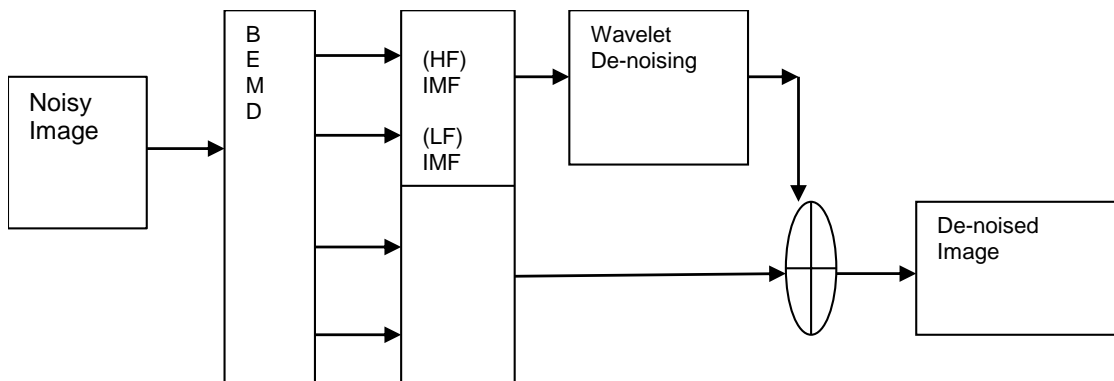 Noisy
Image
B
E
M
D
(HF)
IMF
(LF)
IMF
Wavelet
De-noising
De-noised
Image